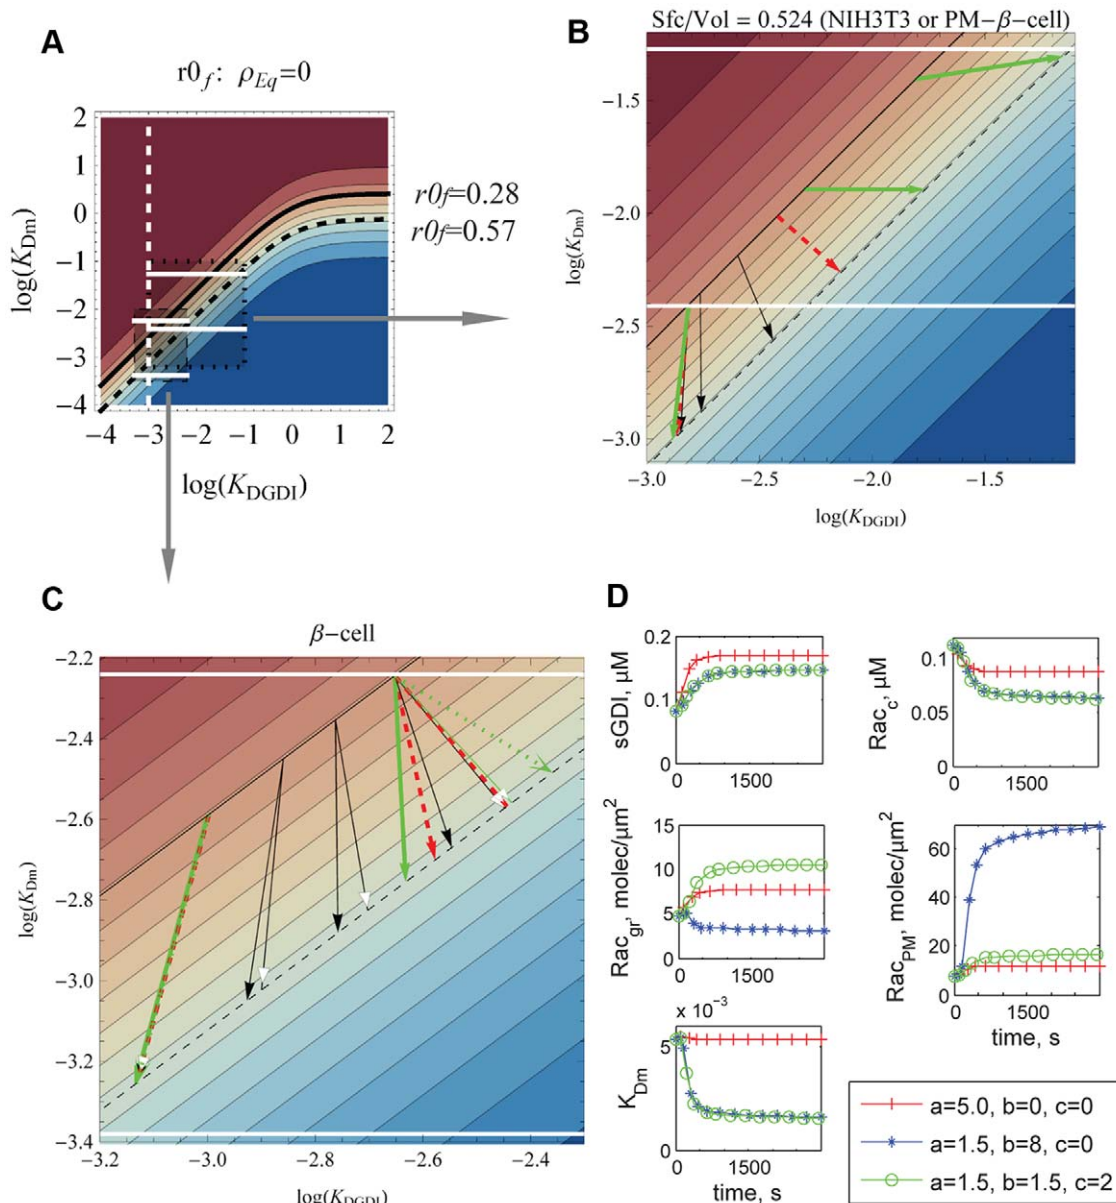 A
r0f: ρEq=0
log(KDm)
2
1
0
−1
−2
−3
−4
−4 −3 −2 −1 0 1 2
log(KDGDI)
r0f=0.28
r0f=0.57
B
Sfc/Vol = 0.524 (NIH3T3 or PM−β−cell)
log(KDm)
−1.5
−2.0
−2.5
−3.0
−3.0 −2.5 −2.0 −1.5
log(KDGDI)
C
β−cell
log(KDm)
−2.2
−2.4
−2.6
−2.8
−3.0
−3.2
−3.4
−3.2 −3.0 −2.8 −2.6 −2.4
log(KDGDI)
D
sGDI, μM
0.2
0.1
0
0 1500
Racc, μM
0.1
0.05
0
0 1500
Racgr, molec/μm2
15
10
5
0
0 1500
RacPM, molec/μm2
60
40
20
0
0 1500
time, s
x 10−3
KDm
5
0
0 1500
time, s
a=5.0, b=0, c=0
a=1.5, b=8, c=0
a=1.5, b=1.5, c=2